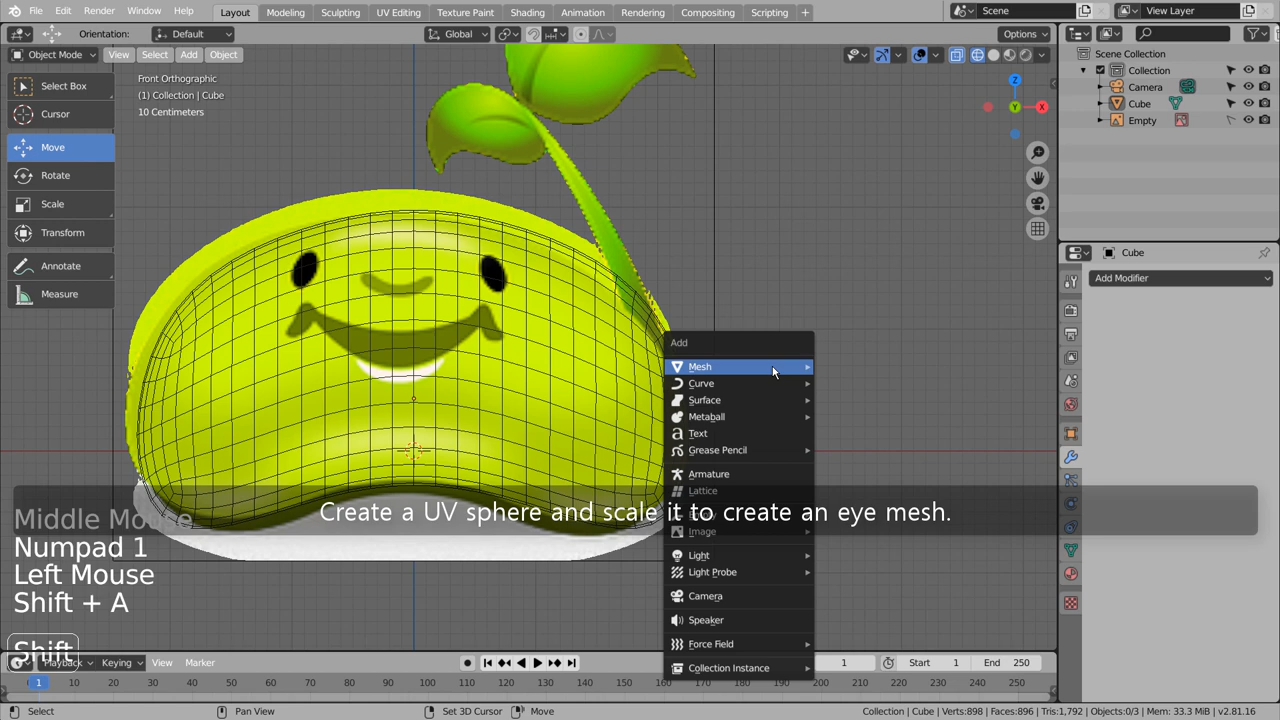 File Edit Render Window Help Layout Modeling Sculpting UV Editing Texture Paint Shading Animation Rendering Compositing Scripting + Scene View Layer
Orientation: Default Global Options
Object Mode View Select Add Object
Scene Collection
Collection
Camera
Cube
Empty
Select Box
Cursor
Move
Rotate
Scale
Transform
Annotate
Measure
Front Orthographic
(1) Collection | Cube
10 Centimeters
Z
Y
X
Cube
Add Modifier
Add
Mesh
Curve
Surface
Metaball
Text
Grease Pencil
Armature
Lattice
Image
Light
Light Probe
Camera
Speaker
Force Field
Collection Instance
Create a UV sphere and scale it to create an eye mesh.
Middle Mouse
Numpad 1
Left Mouse
Shift + A
Shift
Playback Keying View Marker 1 Start 1 End 250
1 10 20 30 40 50 60 70 80 90 100 110 120 130 140 150 160 170 180 190 200 210 220 230 240 250
Select Pan View Set 3D Cursor Move Collection | Cube | Verts:898 | Faces:896 | Tris:1,792 | Objects:0/3 | Mem: 33.3 MiB | v2.81.16